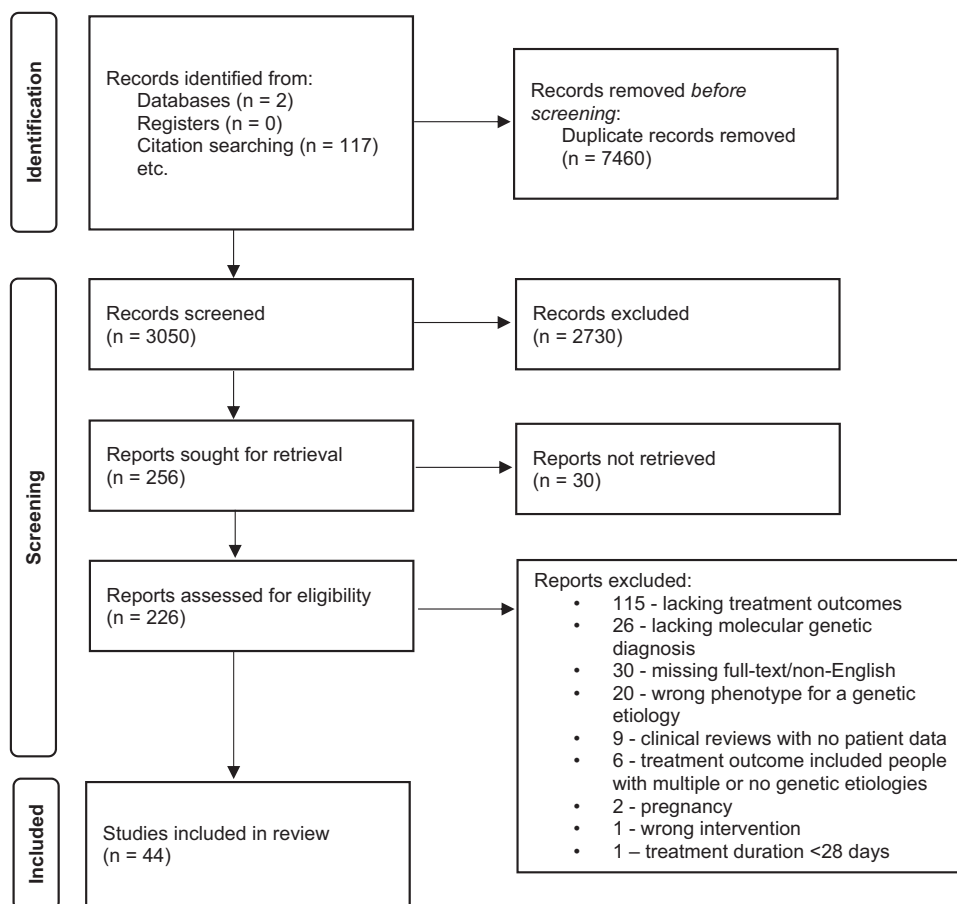 Identification
Records identified from:
Databases (n = 2)
Registers (n = 0)
Citation searching (n = 117)
etc.
Records removed before
screening:
Duplicate records removed
(n = 7460)
Screening
Records screened
(n = 3050)
Records excluded
(n = 2730)
Reports sought for retrieval
(n = 256)
Reports not retrieved
(n = 30)
Reports assessed for eligibility
(n = 226)
Reports excluded:
• 115 - lacking treatment outcomes
• 26 - lacking molecular genetic
diagnosis
• 30 - missing full-text/non-English
• 20 - wrong phenotype for a genetic
etiology
• 9 - clinical reviews with no patient data
• 6 - treatment outcome included people
with multiple or no genetic etiologies
• 2 - pregnancy
• 1 - wrong intervention
• 1 – treatment duration <28 days
Included
Studies included in review
(n = 44)